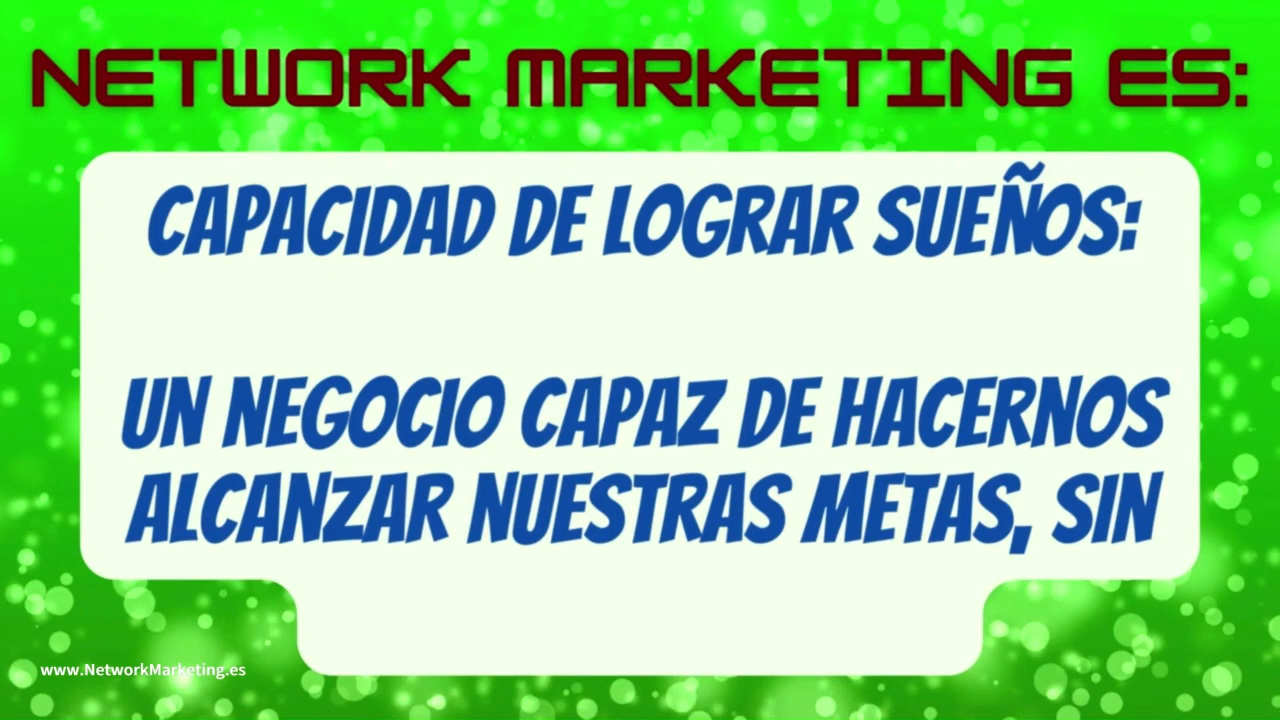 NETWORK MARKETING ES:
CAPACIDAD DE LOGRAR SUEÑOS:
UN NEGOCIO CAPAZ DE HACERNOS
ALCANZAR NUESTRAS METAS, SIN
www.NetworkMarketing.es